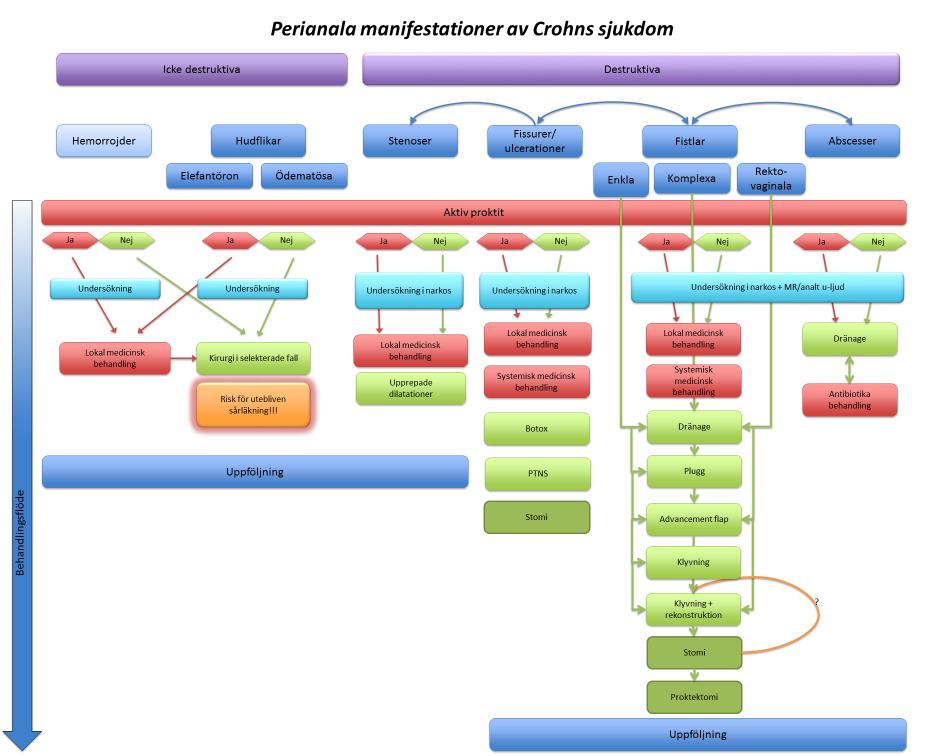 Perianala manifestationer av Crohns sjukdom
Icke destruktiva
Destruktiva
Hemorrojder
Hudflikar
Stenoser
Fissurer/
ulcerationer
Fistlar
Abscesser
Elefantöron
Ödematösa
Enkla
Komplexa
Rekto-
vaginala
Aktiv proktit
Ja
Nej
Ja
Nej
Ja
Nej
Ja
Nej
Ja
Nej
Ja
Nej
Undersökning
Undersökning
Undersökning i narkos
Undersökning i narkos
Undersökning i narkos + MR/analt u-ljud
Lokal medicinsk
behandling
Kirurgi i selekterade fall
Lokal medicinsk
behandling
Lokal medicinsk
behandling
Lokal medicinsk
behandling
Dränage
Risk för utebliven
sårläkning!!!
Upprepade
dilatationer
Systemisk medicinsk
behandling
Systemisk
medicinsk
behandling
Antibiotika
behandling
Botox
Dränage
Uppföljning
PTNS
Plugg
Stomi
Advancement flap
Klyvning
Klyvning +
rekonstruktion
?
Stomi
Proktektomi
Uppföljning
Behandlingsflöde